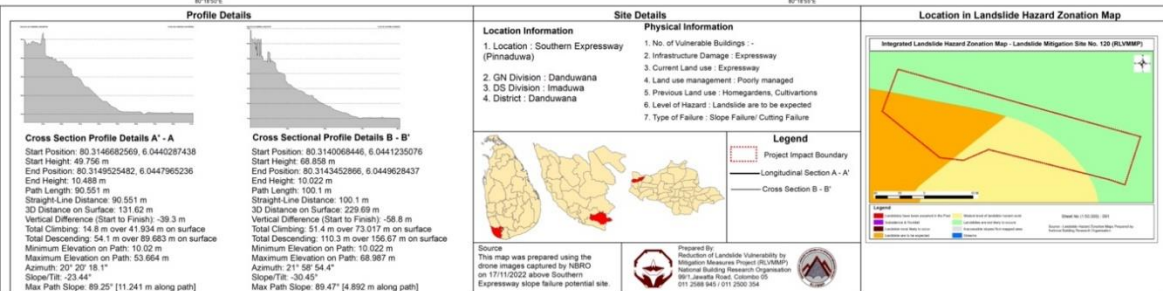 80°18'50"E
80°18'55"E
Profile Details
Cross Section Profile Details A' - A
Start Position: 80.3146682569, 6.0440287438
Start Height: 49.756 m
End Position: 80.3149525482, 6.0447965236
End Height: 10.488 m
Path Length: 90.551 m
Straight-Line Distance: 90.551 m
3D Distance on Surface: 131.62 m
Vertical Difference (Start to Finish): -39.3 m
Total Climbing: 14.8 m over 41.934 m on surface
Total Descending: 54.1 m over 89.683 m on surface
Minimum Elevation on Path: 10.02 m
Maximum Elevation on Path: 53.664 m
Azimuth: 20° 20' 18.1"
Slope/Tilt: -23.44°
Max Path Slope: 89.25° [11.241 m along path]
Cross Sectional Profile Details B - B'
Start Position: 80.3140068446, 6.0441235076
Start Height: 68.858 m
End Position: 80.3143452866, 6.0449628437
End Height: 10.022 m
Path Length: 100.1 m
Straight-Line Distance: 100.1 m
3D Distance on Surface: 229.69 m
Vertical Difference (Start to Finish): -58.8 m
Total Climbing: 51.4 m over 73.017 m on surface
Total Descending: 110.3 m over 156.67 m on surface
Minimum Elevation on Path: 10.022 m
Maximum Elevation on Path: 68.987 m
Azimuth: 21° 58' 54.4"
Slope/Tilt: -30.45°
Max Path Slope: 89.47° [4.892 m along path]
Site Details
Location Information
1. Location : Southern Expressway
(Pinnaduwa)
2. GN Division : Danduwana
3. DS Division : Imaduwa
4. District : Danduwana
Physical Information
1. No. of Vulnerable Buildings : -
2. Infrastructure Damage : Expressway
3. Current Land use : Expressway
4. Land use management : Poorly managed
5. Previous Land use : Homegardens, Cultivartions
6. Level of Hazard : Landslide are to be expected
7. Type of Failure : Slope Failure/ Cutting Failure
Legend
Project Impact Boundary
Longitudinal Section A - A'
Cross Section B - B'
Source
This map was prepared using the
drone images captured by NBRO
on 17/11/2022 above Southern
Expressway slope failure potential site.
Prepared By:
Reduction of Landslide Vulnerability by
Mitigation Measures Project (RLVMMP)
National Building Research Organisation
99/1,Jawatta Road, Colombo 05
011 2588 945 / 011 2500 354
Location in Landslide Hazard Zonation Map
Integrated Landslide Hazard Zonation Map - Landslide Mitigation Site No. 120 (RLVMMP)
Legend